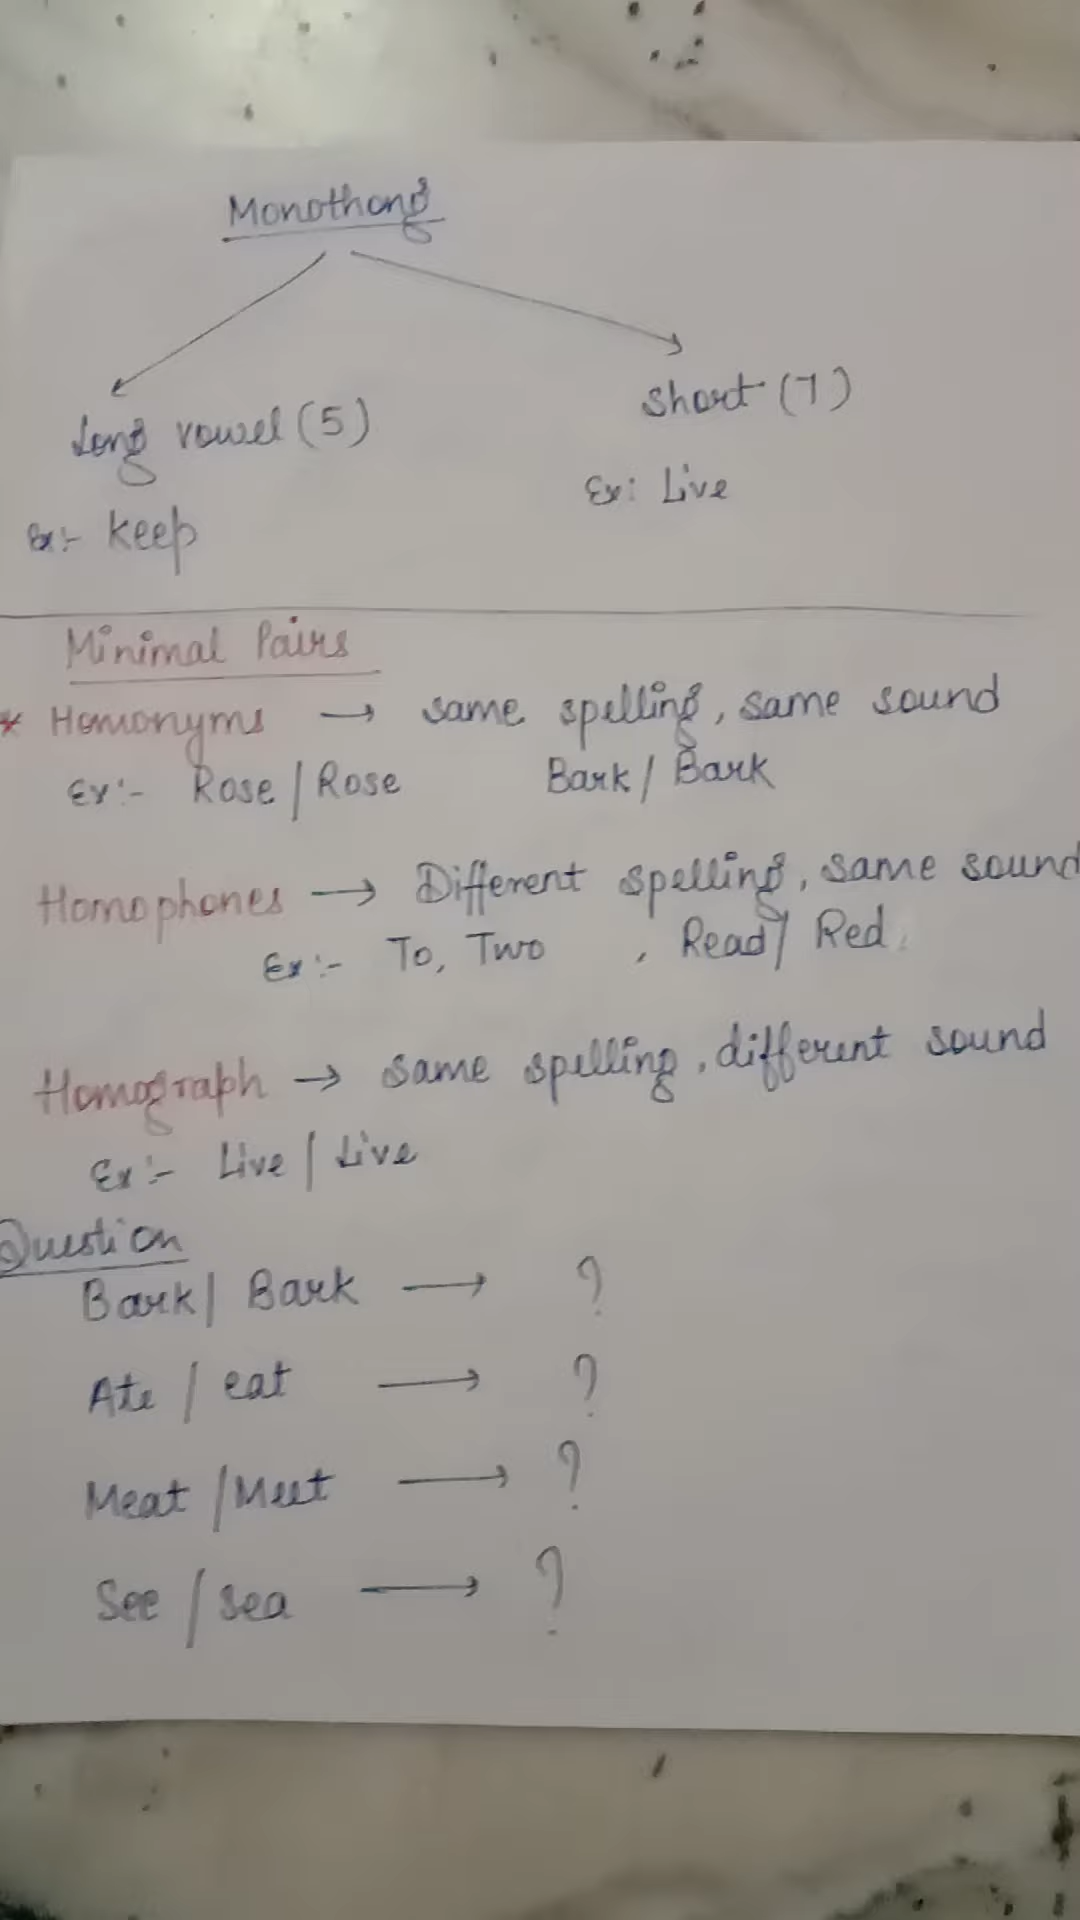 Monothong
Long vowel (5) short (7)
Ex:- keep Ex: Live
Minimal Pairs
* Homonyms → same spelling, same sound
Ex:- Rose / Rose Bark / Bark
Homophones → Different spelling, same sound
Ex:- To, Two , Read / Red
Homograph → same spelling, different sound
Ex:- Live / Live
Question
Bark / Bark → ?
Ate / eat → ?
Meat / Meet → ?
See / sea → ?